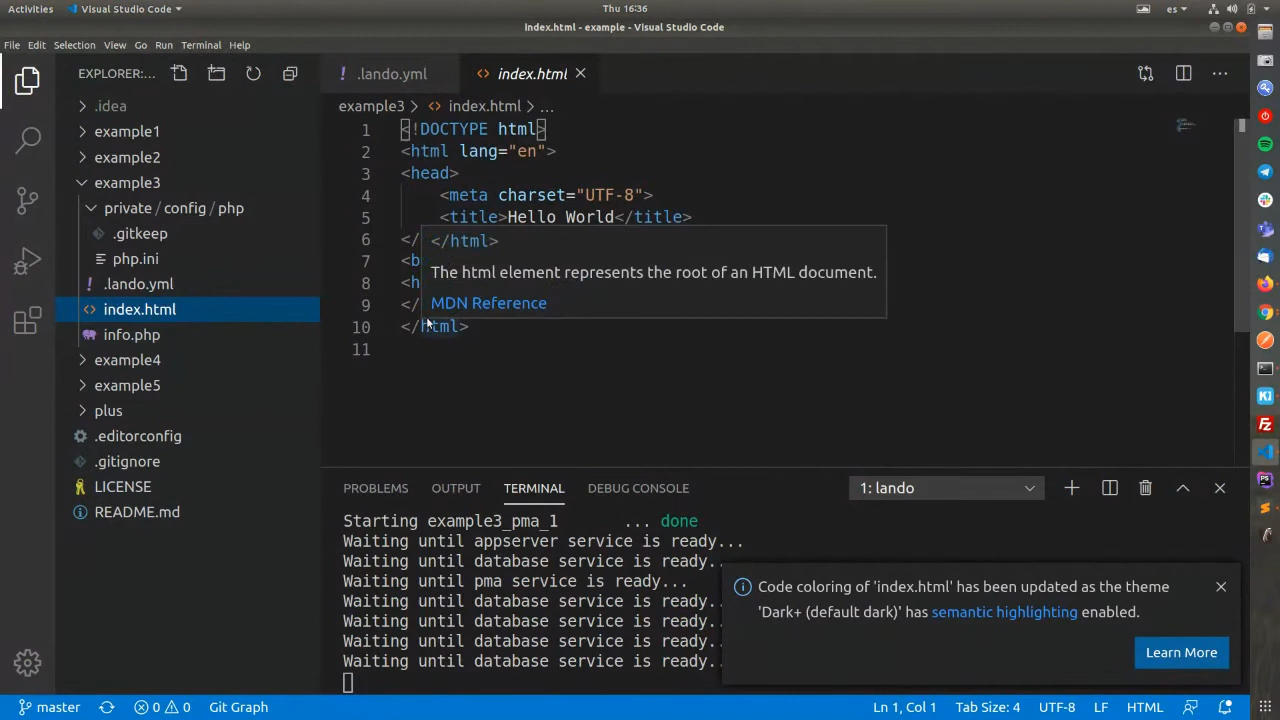 Activities
Visual Studio Code
Thu 16:36
es
index.html - example - Visual Studio Code
File Edit Selection View Go Run Terminal Help
EXPLORER:...
.idea
example1
example2
example3
private / config / php
.gitkeep
php.ini
.lando.yml
index.html
info.php
example4
example5
plus
.editorconfig
.gitignore
LICENSE
README.md
! .lando.yml
<> index.html
example3 > <> index.html > ...
1 <!DOCTYPE html>
2 <html lang="en">
3 <head>
4 <meta charset="UTF-8">
5 <title>Hello World</title>
6 </
7 <b
8 <h
9 </
10 </html>
11
</html>
The html element represents the root of an HTML document.
MDN Reference
PROBLEMS OUTPUT TERMINAL DEBUG CONSOLE
1: lando
Starting example3_pma_1 ... done
Waiting until appserver service is ready...
Waiting until database service is ready..
Waiting until pma service is ready...
Waiting until database service is ready..
Waiting until database service is ready..
Waiting until database service is ready..
Waiting until database service is ready..
Code coloring of 'index.html' has been updated as the theme
'Dark+ (default dark)' has semantic highlighting enabled.
Learn More
master
0 0
Git Graph
Ln 1, Col 1
Tab Size: 4
UTF-8
LF
HTML